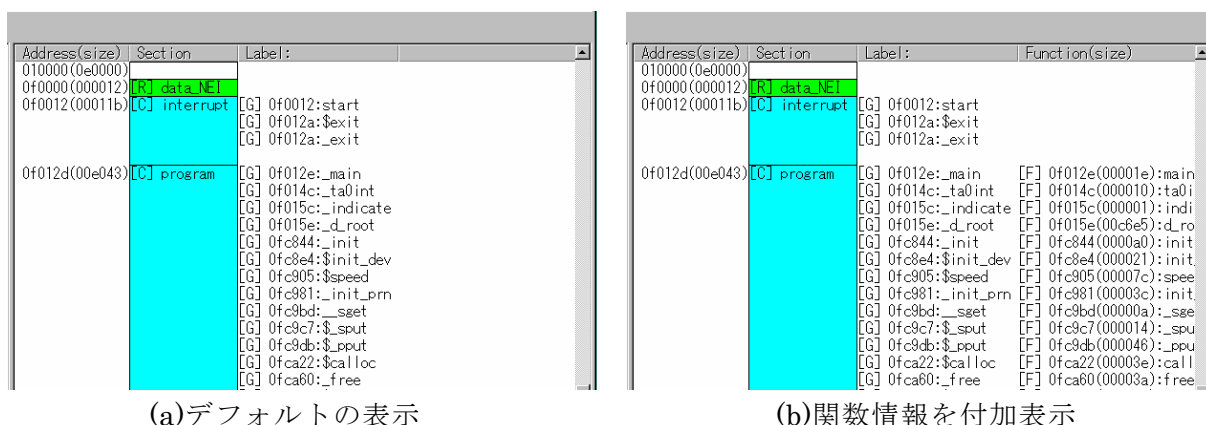 Address(size) Section Label:
010000(0e0000)
0f0000(000012) [R] data_NEI
0f0012(00011b) [C] interrupt [G] 0f0012:start
[G] 0f012a:$exit
[G] 0f012a:_exit
0f012d(00e043) [C] program [G] 0f012e:_main
[G] 0f014c:_ta0int
[G] 0f015c:_indicate
[G] 0f015e:_d_root
[G] 0fc844:_init
[G] 0fc8e4:$init_dev
[G] 0fc905:$speed
[G] 0fc981:_init_prn
[G] 0fc9bd:__sget
[G] 0fc9c7:$_sput
[G] 0fc9db:$_pput
[G] 0fca22:$calloc
[G] 0fca60:_free
(a)デフォルトの表示
Address(size) Section Label: Function(size)
010000(0e0000)
0f0000(000012) [R] data_NEI
0f0012(00011b) [C] interrupt [G] 0f0012:start
[G] 0f012a:$exit
[G] 0f012a:_exit
0f012d(00e043) [C] program [G] 0f012e:_main [F] 0f012e(00001e):main
[G] 0f014c:_ta0int [F] 0f014c(000010):ta0i
[G] 0f015c:_indicate [F] 0f015c(000001):indi
[G] 0f015e:_d_root [F] 0f015e(00c6e5):d_ro
[G] 0fc844:_init [F] 0fc844(0000a0):init
[G] 0fc8e4:$init_dev [F] 0fc8e4(000021):init_
[G] 0fc905:$speed [F] 0fc905(00007c):spee
[G] 0fc981:_init_prn [F] 0fc981(00003c):init_
[G] 0fc9bd:__sget [F] 0fc9bd(00000a):_sge
[G] 0fc9c7:$_sput [F] 0fc9c7(000014):_spu
[G] 0fc9db:$_pput [F] 0fc9db(000046):_ppu
[G] 0fca22:$calloc [F] 0fca22(00003e):call
[G] 0fca60:_free [F] 0fca60(00003a):free
(b)関数情報を付加表示